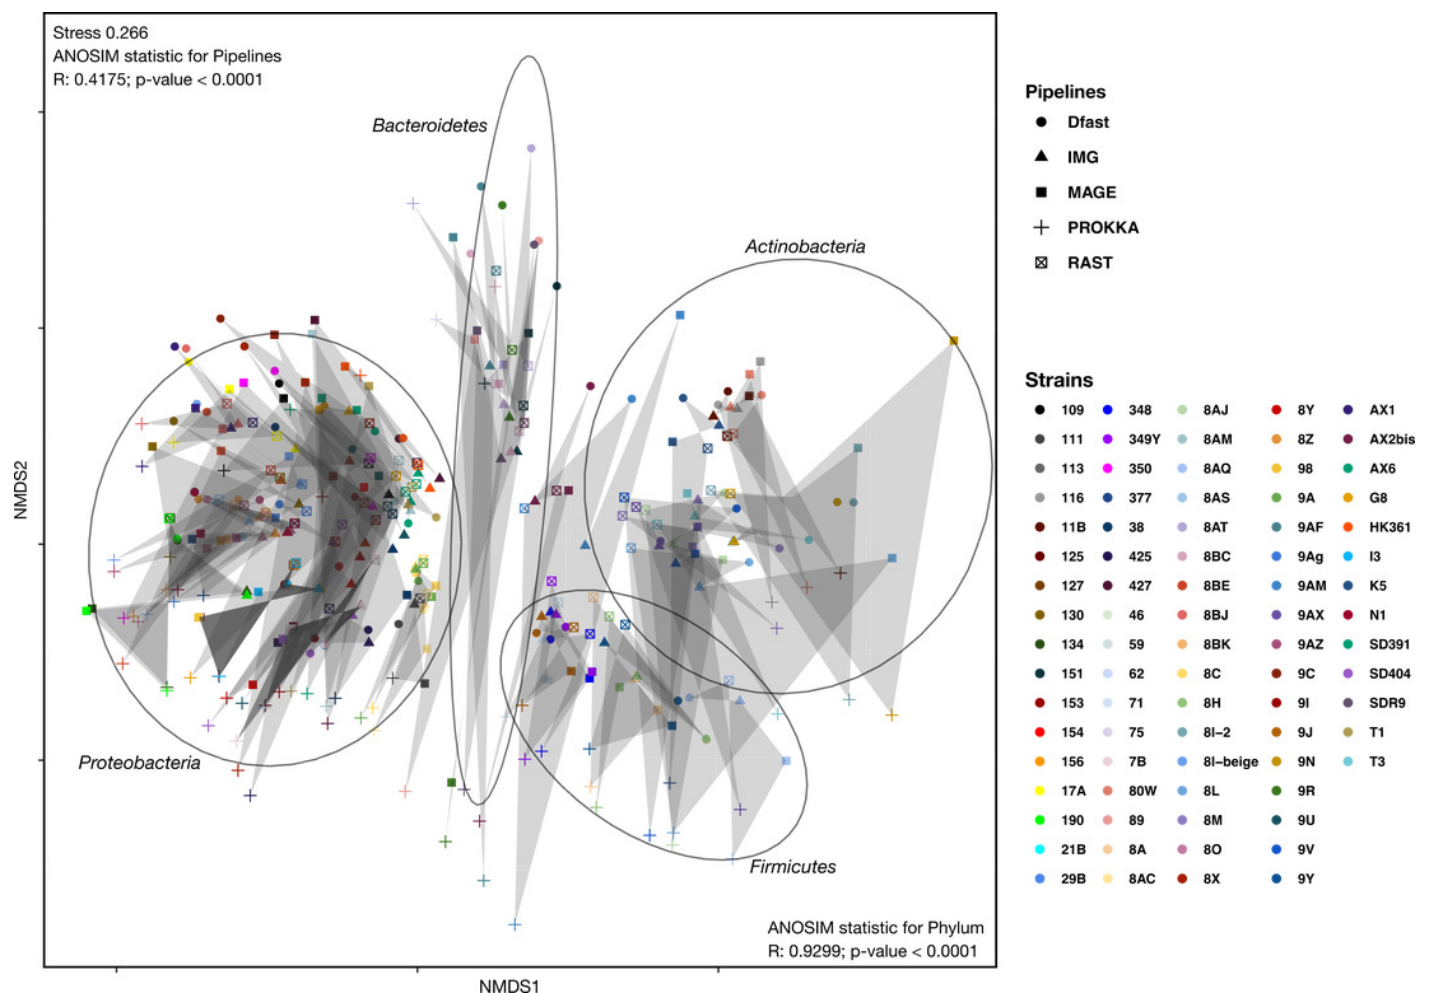 Stress 0.266
ANOSIM statistic for Pipelines
R: 0.4175; p-value < 0.0001
Bacteroidetes
Actinobacteria
Proteobacteria
Firmicutes
ANOSIM statistic for Phylum
R: 0.9299; p-value < 0.0001
NMDS2
NMDS1
Pipelines
Dfast
IMG
MAGE
PROKKA
RAST
Strains
109 348 8AJ 8Y AX1
111 349Y 8AM 8Z AX2bis
113 350 8AQ 98 AX6
116 377 8AS 9A G8
11B 38 8AT 9AF HK361
125 425 8BC 9Ag I3
127 427 8BE 9AM K5
130 46 8BJ 9AX N1
134 59 8BK 9AZ SD391
151 62 8C 9C SD404
153 71 8H 9I SDR9
154 75 8I-2 9J T1
156 7B 8I-beige 9N T3
17A 80W 8L 9R
190 89 8M 9U
21B 8A 8O 9V
29B 8AC 8X 9Y